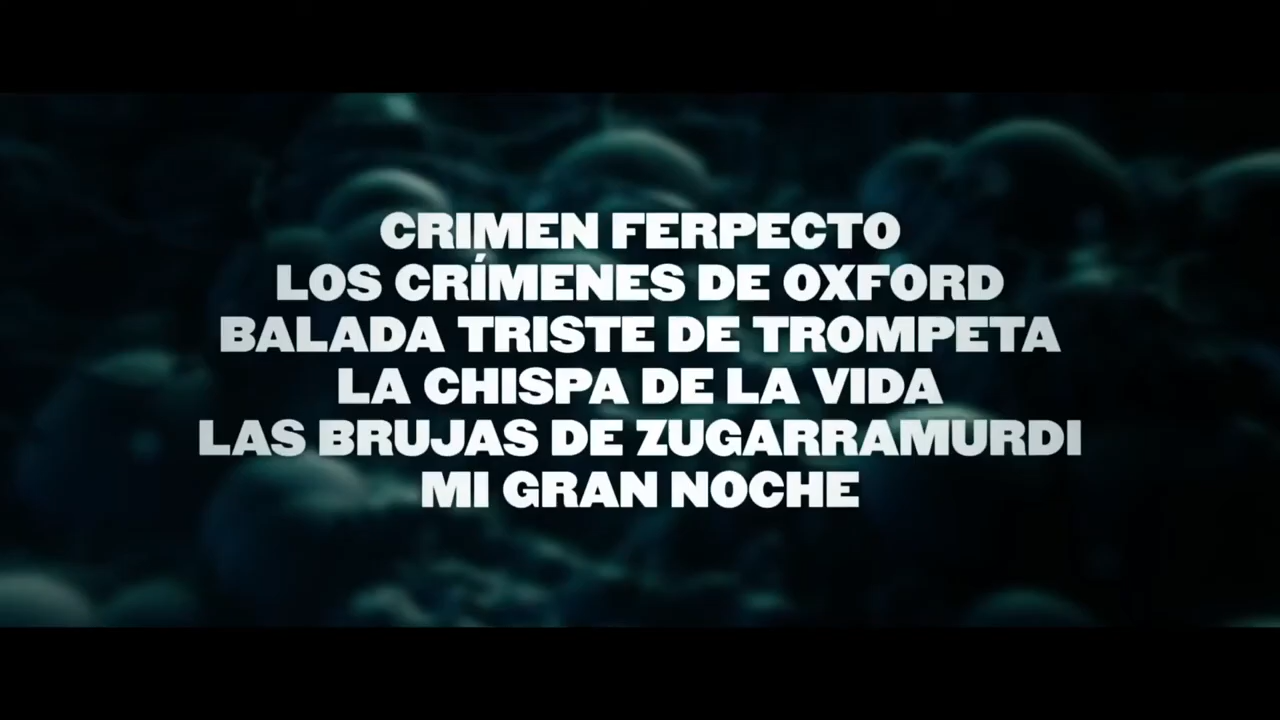 CRIMEN FERPECTO
LOS CRÍMENES DE OXFORD
BALADA TRISTE DE TROMPETA
LA CHISPA DE LA VIDA
LAS BRUJAS DE ZUGARRAMURDI
MI GRAN NOCHE